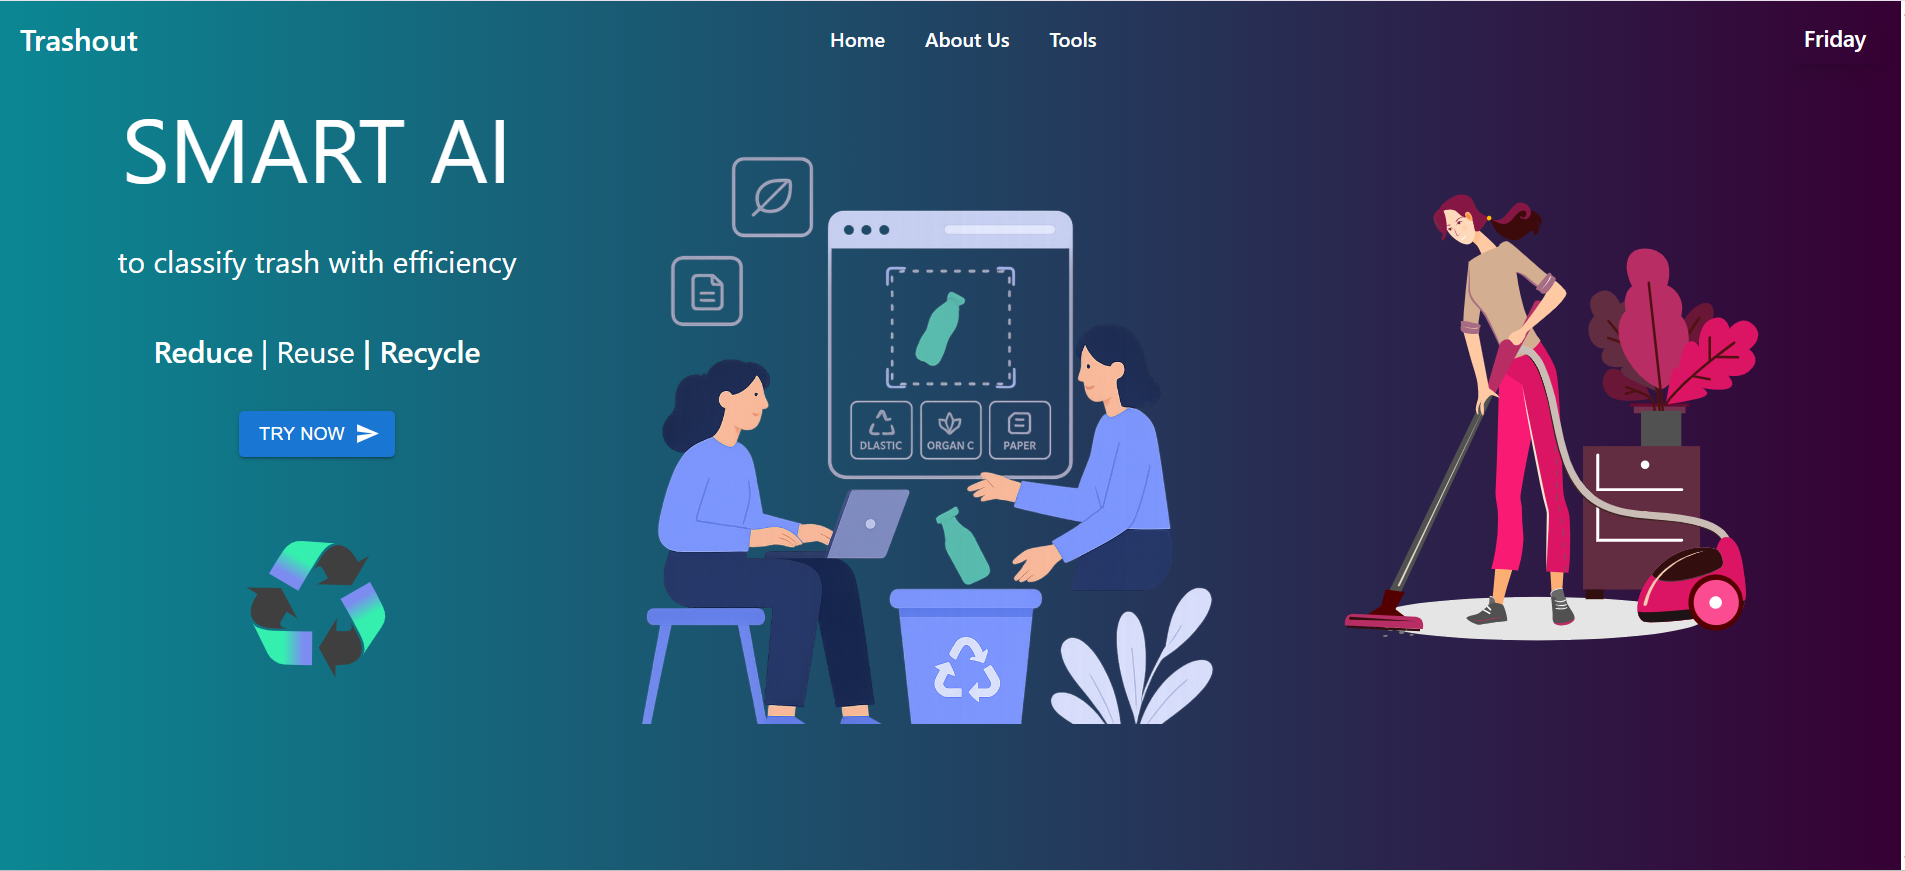 Trashout
Home About Us Tools
Friday
SMART AI
to classify trash with efficiency
Reduce | Reuse | Recycle
TRY NOW
DLASTIC
ORGAN C
PAPER